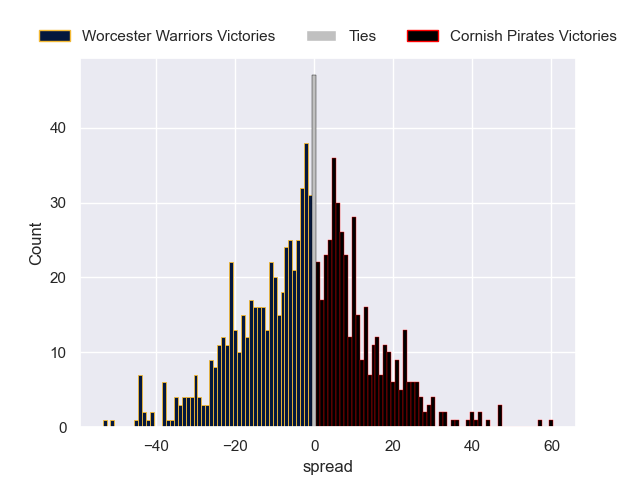 Worcester Warriors Victories Ties Cornish Pirates Victories
40
30
20
10
0
Count
−40 −20 0 20 40 60
spread